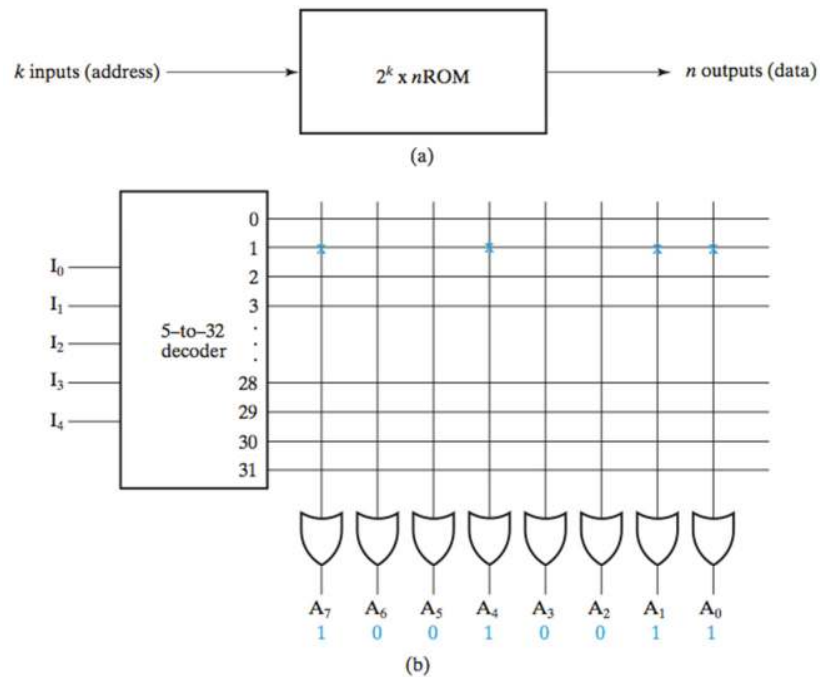 k inputs (address)
2^k x nROM
n outputs (data)
(a)
0
1
2
3
.
.
.
28
29
30
31
I₀
I₁
I₂
I₃
I₄
5–to–32
decoder
A₇ A₆ A₅ A₄ A₃ A₂ A₁ A₀
1 0 0 1 0 0 1 1
(b)